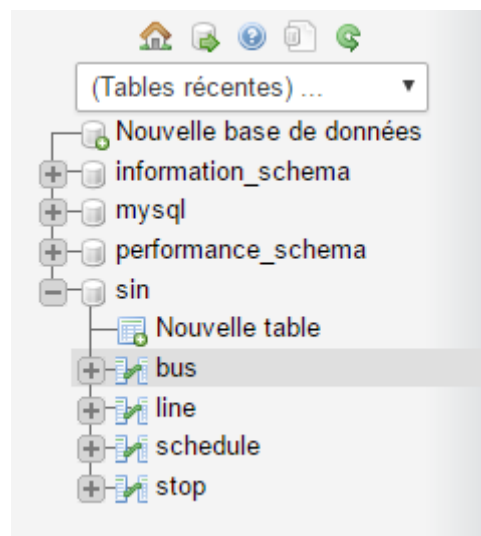 (Tables récentes) ...
Nouvelle base de données
information_schema
mysql
performance_schema
sin
Nouvelle table
bus
line
schedule
stop